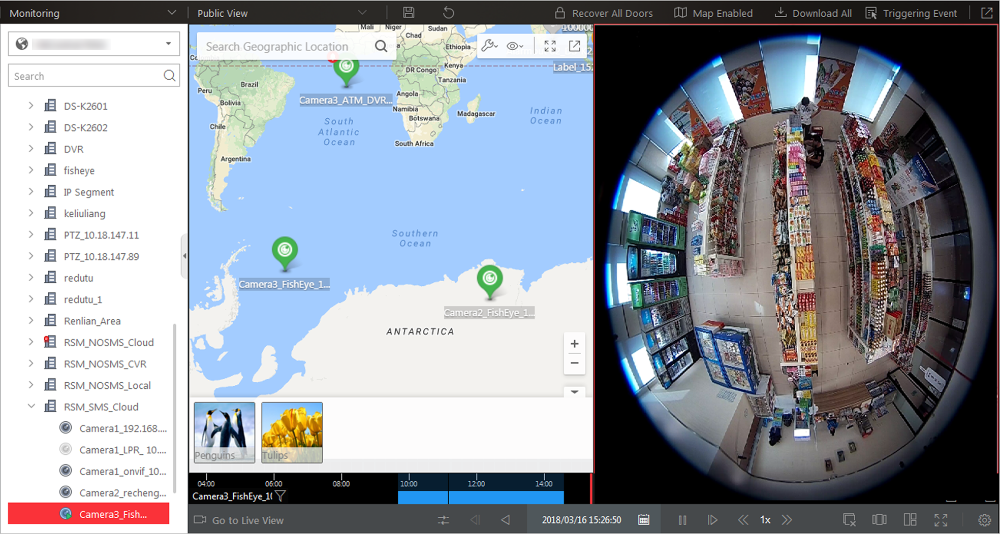 Monitoring
Public View
Recover All Doors
Map Enabled
Download All
Triggering Event
Search
DS-K2601
DS-K2602
DVR
fisheye
IP Segment
keliuliang
PTZ_10.18.147.11
PTZ_10.18.147.89
redutu
redutu_1
Renlian_Area
RSM_NOSMS_Cloud
RSM_NOSMS_CVR
RSM_NOSMS_Local
RSM_SMS_Cloud
Camera1_192.168....
Camera1_LPR_ 10....
Camera1_onvif_10...
Camera2_recheng...
Camera3_Fish...
Search Geographic Location
Mali
Niger
Chad
Sudan
Ethiopia
Kenya
DR Congo
Tanzania
Angola
Namibia
Botswana
Madagascar
South Africa
Brazil
Peru
Bolivia
Chile
Argentina
South
Atlantic
Ocean
Indian
Ocean
Southern
Ocean
ANTARCTICA
Label_152
Camera3_ATM_DVR...
Camera3_FishEye_1...
Camera2_FishEye_1...
+
−
Penguins
Tulips
04:00
06:00
08:00
10:00
12:00
14:00
Camera3_FishEye_10
Go to Live View
2018/03/16 15:26:50
1x